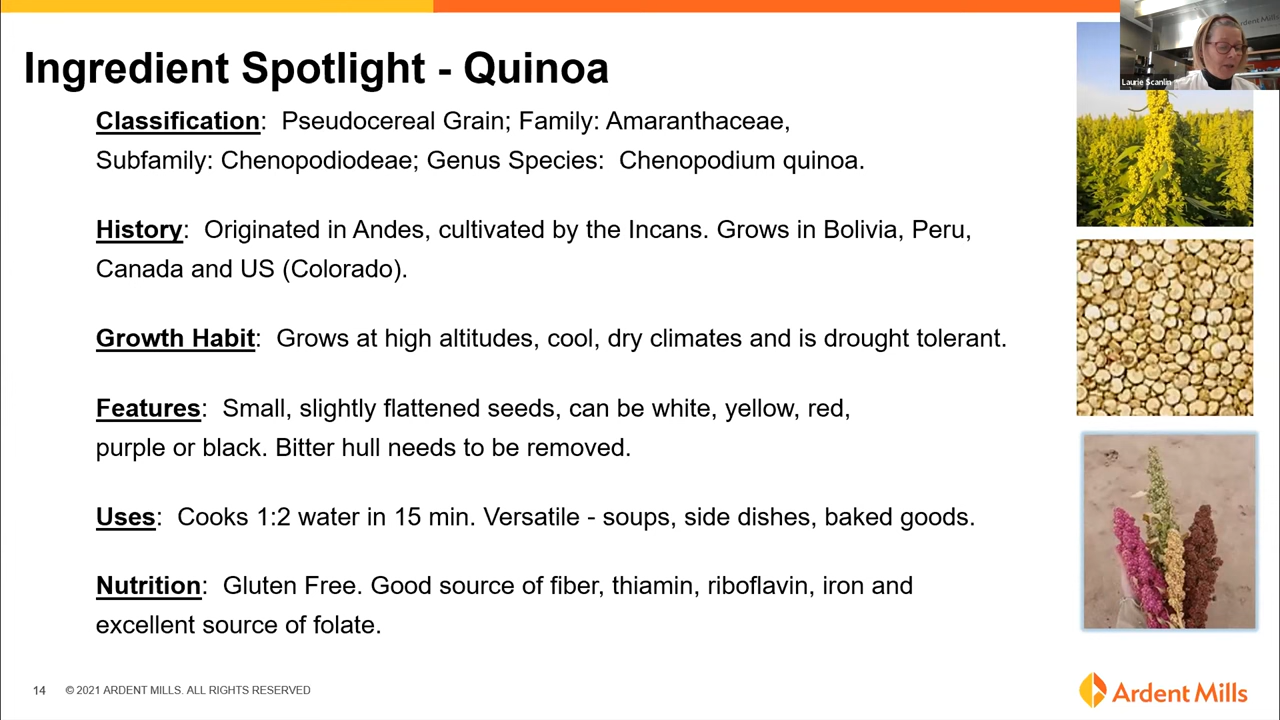 Ingredient Spotlight - Quinoa
Classification: Pseudocereal Grain; Family: Amaranthaceae,
Subfamily: Chenopodiodeae; Genus Species: Chenopodium quinoa.
History: Originated in Andes, cultivated by the Incans. Grows in Bolivia, Peru,
Canada and US (Colorado).
Growth Habit: Grows at high altitudes, cool, dry climates and is drought tolerant.
Features: Small, slightly flattened seeds, can be white, yellow, red,
purple or black. Bitter hull needs to be removed.
Uses: Cooks 1:2 water in 15 min. Versatile - soups, side dishes, baked goods.
Nutrition: Gluten Free. Good source of fiber, thiamin, riboflavin, iron and
excellent source of folate.
Ardent Mills
Laurie Scanlin
14 © 2021 ARDENT MILLS. ALL RIGHTS RESERVED
Ardent Mills